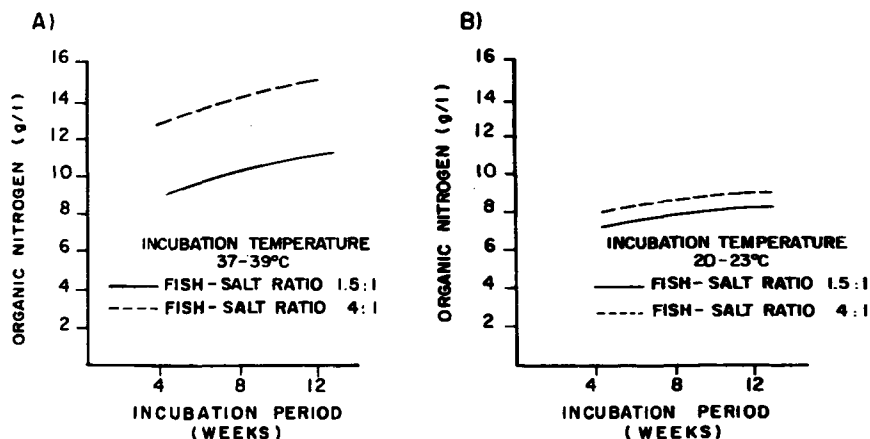 A)
ORGANIC NITROGEN (g/l)
16
14
12
10
8
6
4
2
INCUBATION TEMPERATURE
37-39°C
FISH-SALT RATIO 1.5:1
FISH-SALT RATIO 4:1
4 8 12
INCUBATION PERIOD
(WEEKS)
B)
ORGANIC NITROGEN (g/l)
16
14
12
10
8
6
4
2
INCUBATION TEMPERATURE
20-23°C
FISH-SALT RATIO 1.5:1
FISH-SALT RATIO 4:1
4 8 12
INCUBATION PERIOD
(WEEKS)